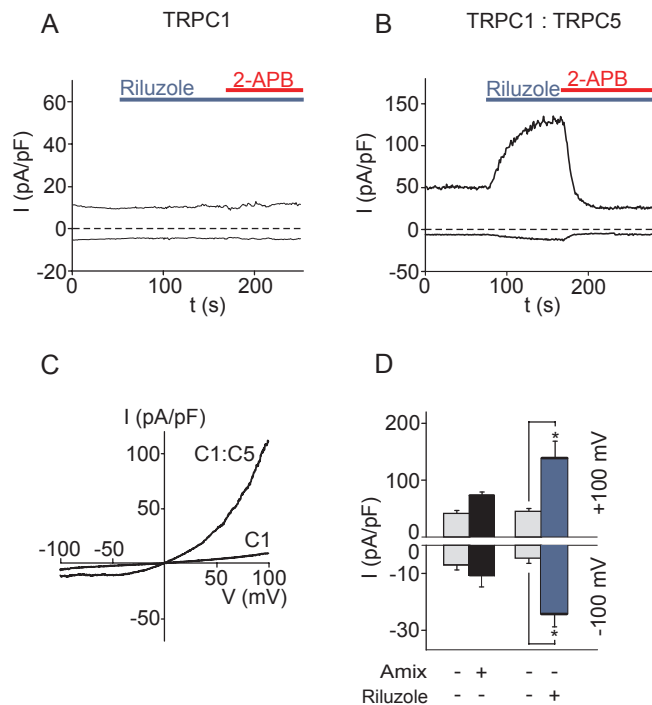 A
TRPC1
Riluzole
2-APB
I (pA/pF)
60
40
20
0
-20
0
100
200
t (s)
B
TRPC1 : TRPC5
Riluzole
2-APB
I (pA/pF)
150
100
50
0
-50
0
100
200
t (s)
C
I (pA/pF)
100
50
-50
C1:C5
C1
-100
-50
50
100
V (mV)
D
I (pA/pF)
200
100
0
0
-10
-30
*
*
+100 mV
-100 mV
Amix - + - -
Riluzole - - - +